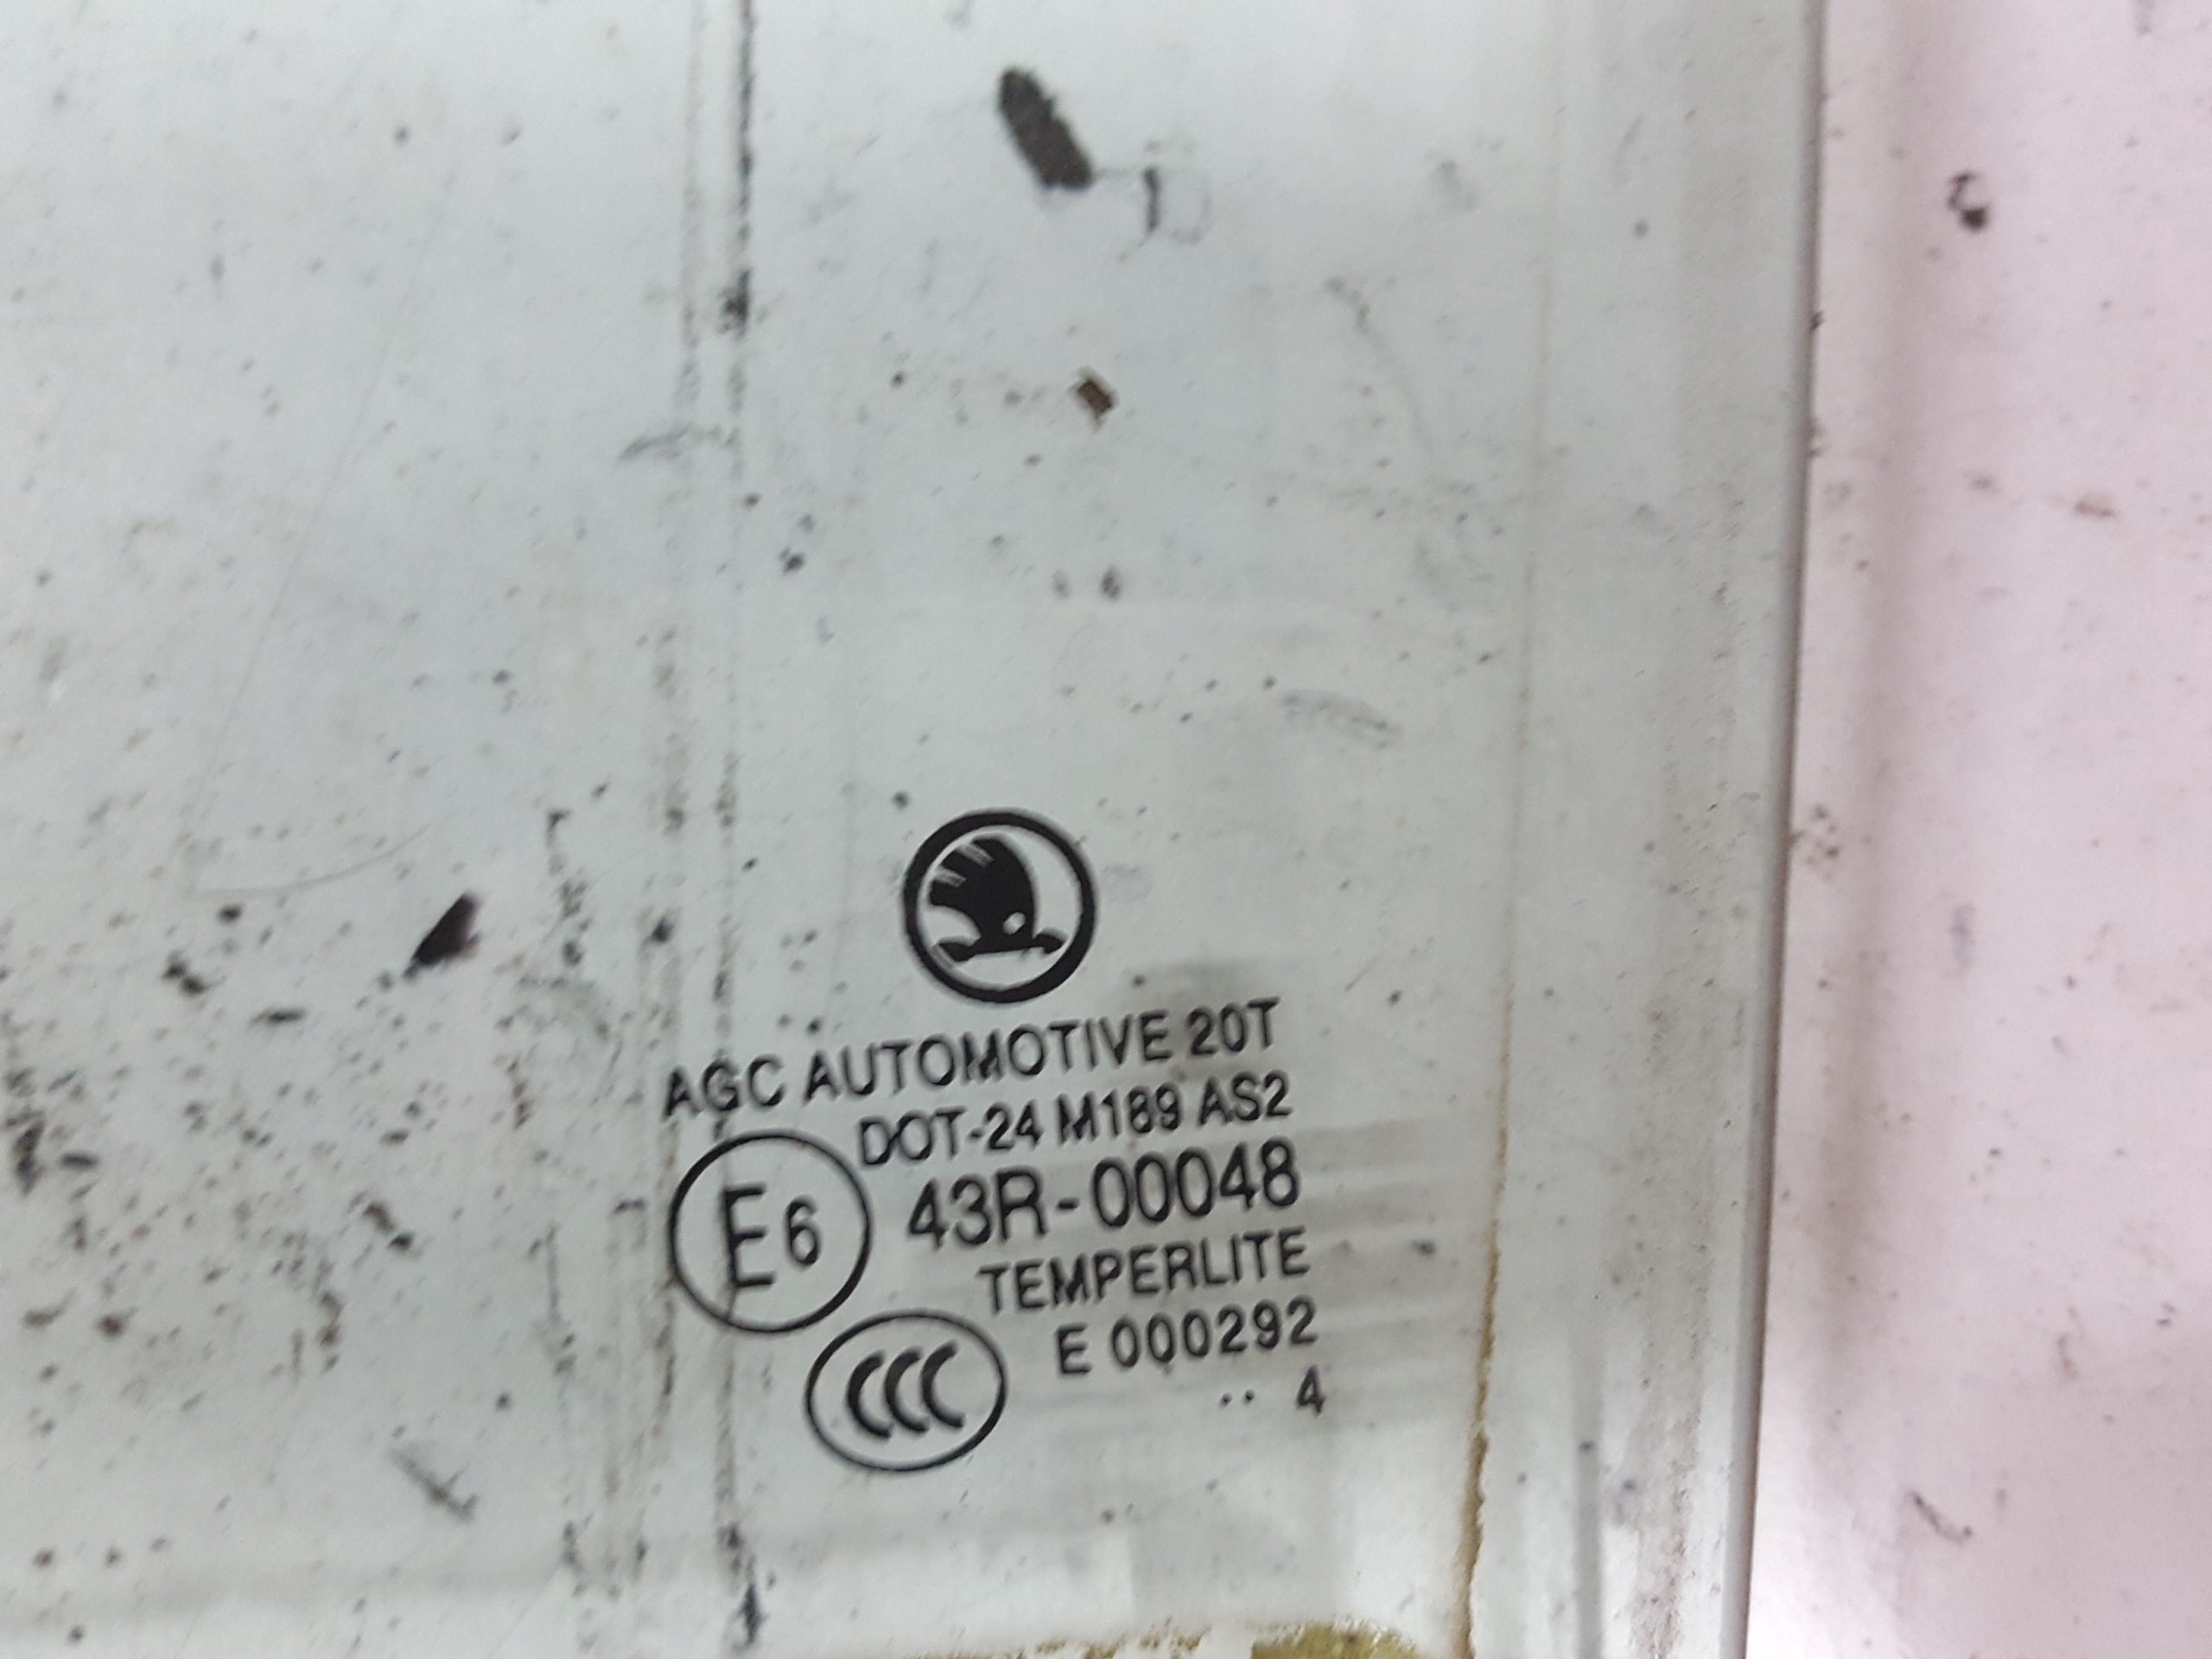 AGC AUTOMOTIVE 20T
DOT-24 M189 AS2
E6 43R-00048
TEMPERLITE
CCC E 000292
.. 4